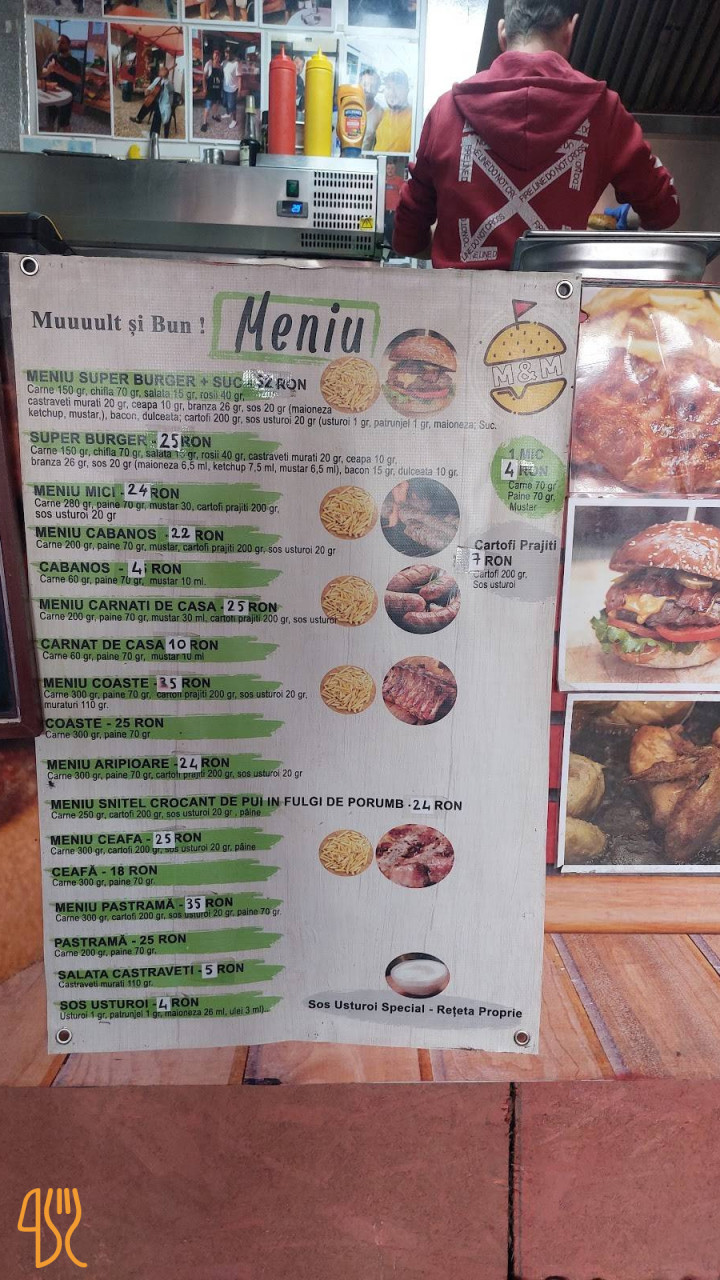 Muuuult și Bun !
Meniu
M&M
MENIU SUPER BURGER + SUC 32 RON
Carne 150 gr, chifla 70 gr, salata 15 gr, rosii 40 gr,
castraveti murati 20 gr, ceapa 10 gr, branza 26 gr, sos 20 gr (maioneza
ketchup, mustar,), bacon, dulceata; cartofi 200 gr, sos usturoi 20 gr (usturoi 1 gr, patrunjel 1 gr, maioneza; Suc.
SUPER BURGER - 25 RON
Carne 150 gr, chifla 70 gr, salata 15 gr, rosii 40 gr, castraveti murati 20 gr, ceapa 10 gr,
branza 26 gr, sos 20 gr (maioneza 6,5 ml, ketchup 7,5 ml, mustar 6,5 ml), bacon 15 gr, dulceata 10 gr.
1 MIC
4 RON
Carne 70 gr
Paine 70 gr,
Mustar
MENIU MICI - 24 RON
Carne 280 gr, paine 70 gr, mustar 30, cartofi prajiti 200 gr,
sos usturoi 20 gr
MENIU CABANOS - 22 RON
Carne 200 gr, paine 70 gr, mustar, cartofi prajiti 200 gr, sos usturoi 20 gr
Cartofi Prajiti
7 RON
Cartofi 200 gr,
Sos usturoi
CABANOS - 4 RON
Carne 60 gr, paine 70 gr, mustar 10 ml.
MENIU CARNATI DE CASA - 25 RON
Carne 200 gr, paine 70 gr, mustar 30 ml, cartofi prajiti 200 gr, sos usturoi
CARNAT DE CASA 10 RON
Carne 60 gr, paine 70 gr, mustar 10 ml
MENIU COASTE - 35 RON
Carne 300 gr, paine 70 gr, cartofi prajiti 200 gr, sos usturoi 20 gr,
muraturi 110 gr.
COASTE - 25 RON
Carne 300 gr, paine 70 gr
MENIU ARIPIOARE - 24 RON
Carne 300 gr, paine 70 gr, cartofi prajiti 200 gr, sos usturoi 20 gr
MENIU SNITEL CROCANT DE PUI IN FULGI DE PORUMB - 24 RON
Carne 250 gr, cartofi 200 gr, sos usturoi 20 gr , pâine
MENIU CEAFA - 25 RON
Carne 300 gr, cartofi 200 gr, sos usturoi 20 gr, pâine
CEAFĂ - 18 RON
Carne 300 gr, paine 70 gr.
MENIU PASTRAMĂ - 35 RON
Carne 300 gr, cartofi 200 gr, sos usturoi 20 gr, paine 70 gr.
PASTRAMĂ - 25 RON
Carne 200 gr, paine 70 gr,
SALATA CASTRAVETI - 5 RON
Castraveti murati 110 gr.
SOS USTUROI - 4 RON
Usturoi 1 gr, patrunjel 1 gr, maioneza 26 ml, ulei 3 ml)
Sos Usturoi Special - Rețeta Proprie